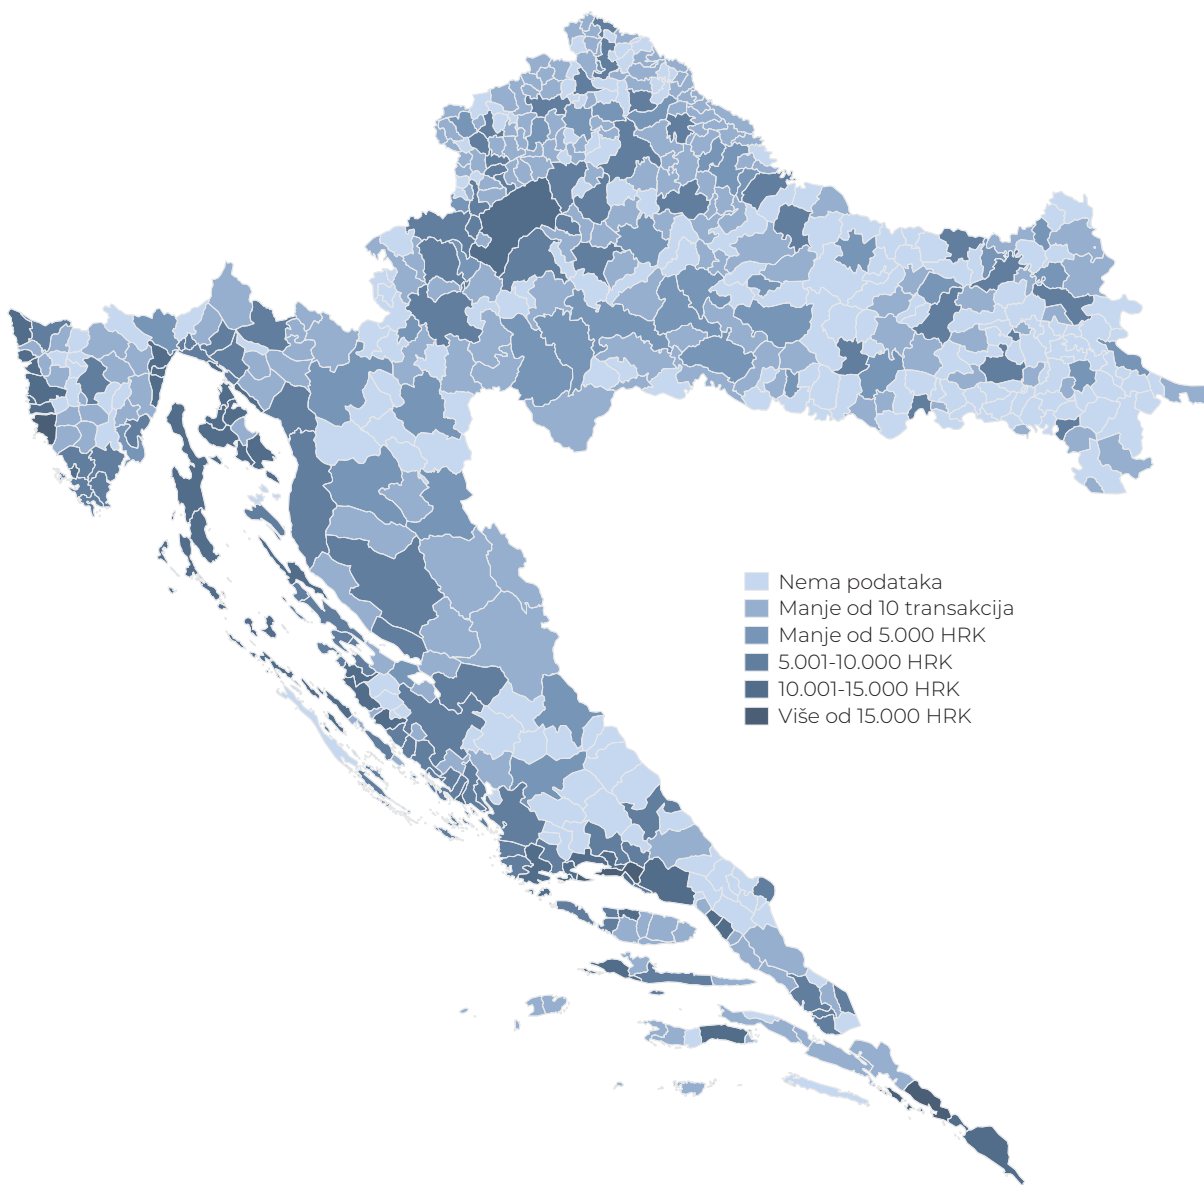 Nema podataka
Manje od 10 transakcija
Manje od 5.000 HRK
5.001-10.000 HRK
10.001-15.000 HRK
Više od 15.000 HRK